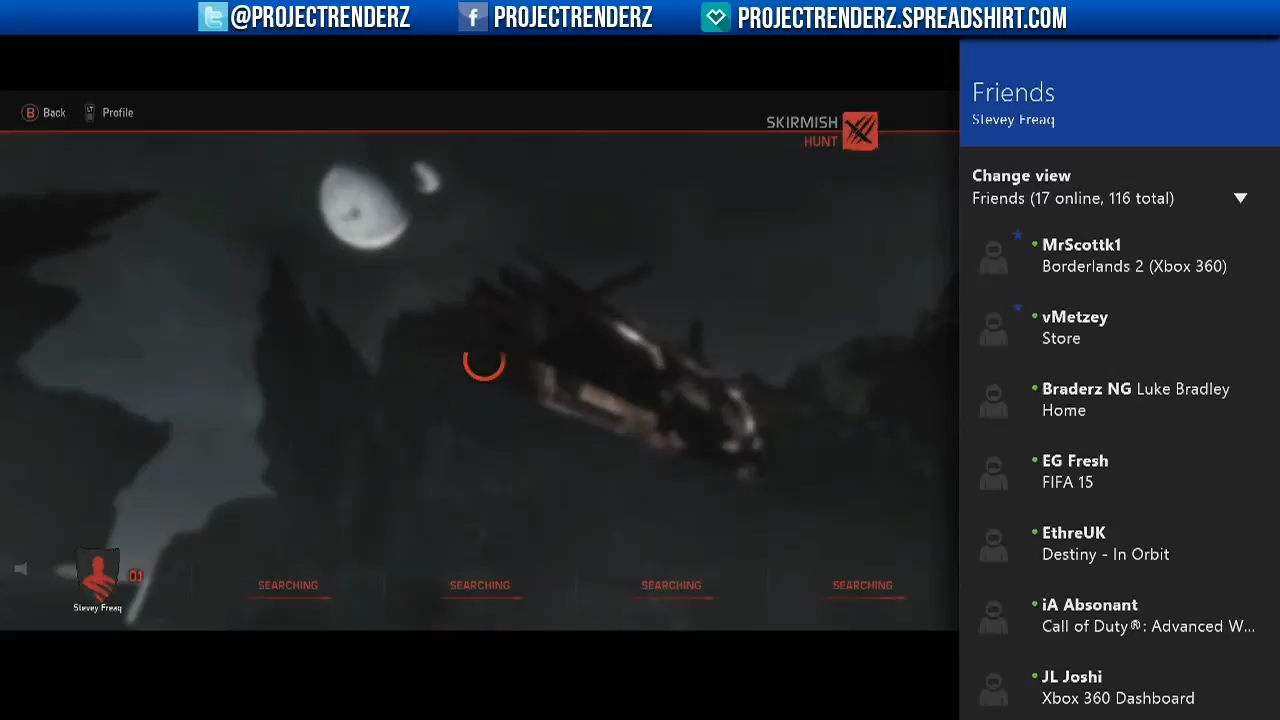 @PROJECTRENDERZ
PROJECTRENDERZ
PROJECTRENDERZ.SPREADSHIRT.COM
B Back
LT Profile
SKIRMISH
HUNT
01
Stevey Freaq
SEARCHING
SEARCHING
SEARCHING
SEARCHING
Friends
Stevey Freaq
Change view
Friends (17 online, 116 total)
MrScottk1
Borderlands 2 (Xbox 360)
vMetzey
Store
Braderz NG Luke Bradley
Home
EG Fresh
FIFA 15
EthreUK
Destiny - In Orbit
iA Absonant
Call of Duty®: Advanced W...
JL Joshi
Xbox 360 Dashboard